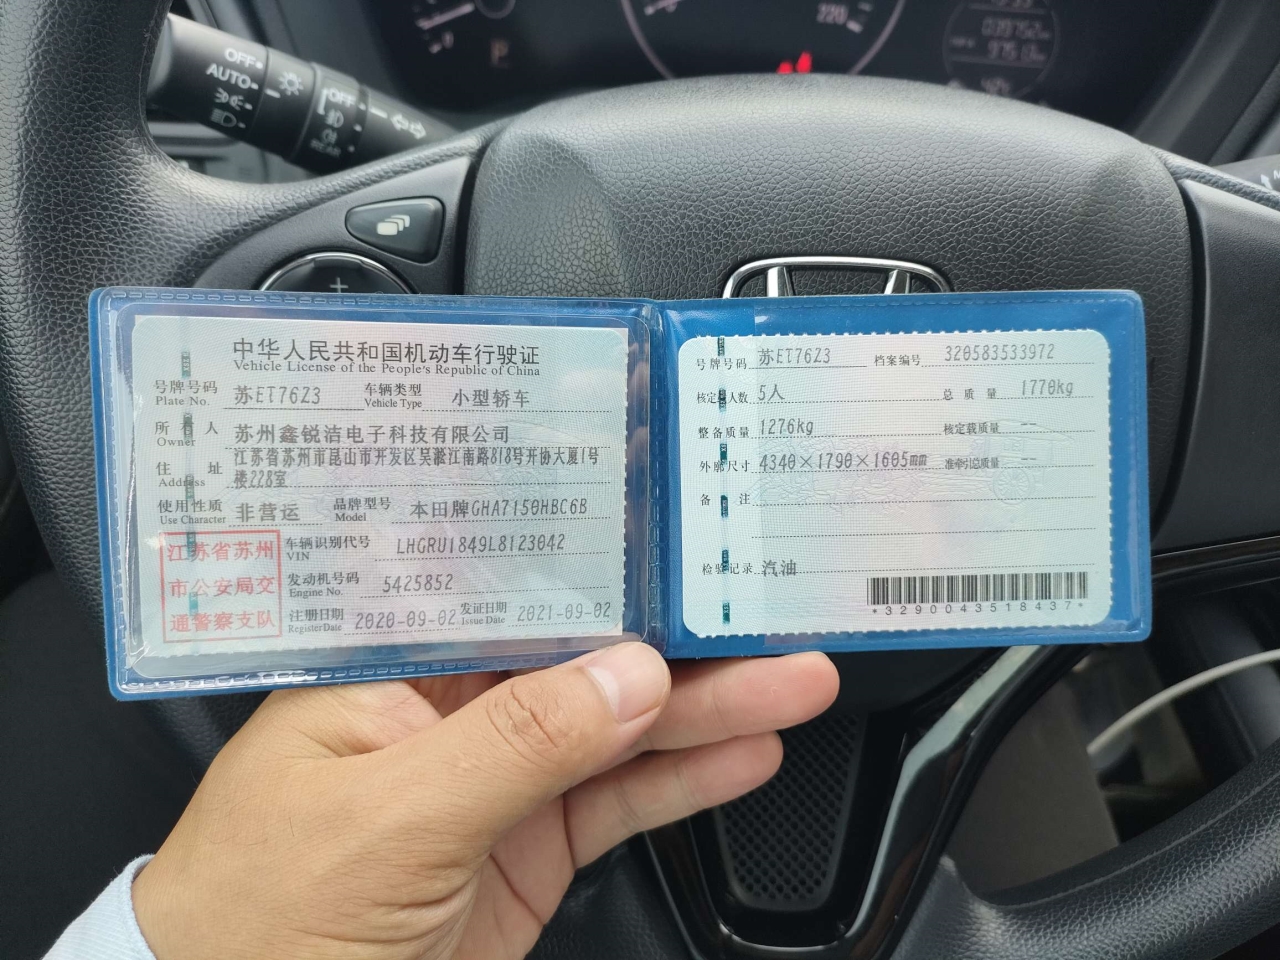 OFF
AUTO
OFF
REAR
220
P
中华人民共和国机动车行驶证
Vehicle License of the People's Republic of China
号牌号码 苏E776Z3 车辆类型 小型轿车
Plate No. Vehicle Type
所有人 苏州鑫锐洁电子科技有限公司
Owner
住址 江苏省苏州市昆山市开发区吴淞江南路818号开协大厦1号
Address 楼228室
使用性质 非营运 品牌型号 本田牌GHA7150HBC6B
Use Character Model
江苏省苏州
市公安局交
通警察支队
车辆识别代号 LHGRU1849L8123042
VIN
发动机号码 5425852
Engine No.
注册日期 2020-09-02 发证日期 2021-09-02
Register Date Issue Date
号牌号码 苏E776Z3 档案编号 320583533972
核定载人数 5人 总质量 1770kg
整备质量 1276kg 核定载质量 --
外廓尺寸 4340×1790×1605mm 准牵引总质量 --
备注
检验记录 汽油
*3290043518437*